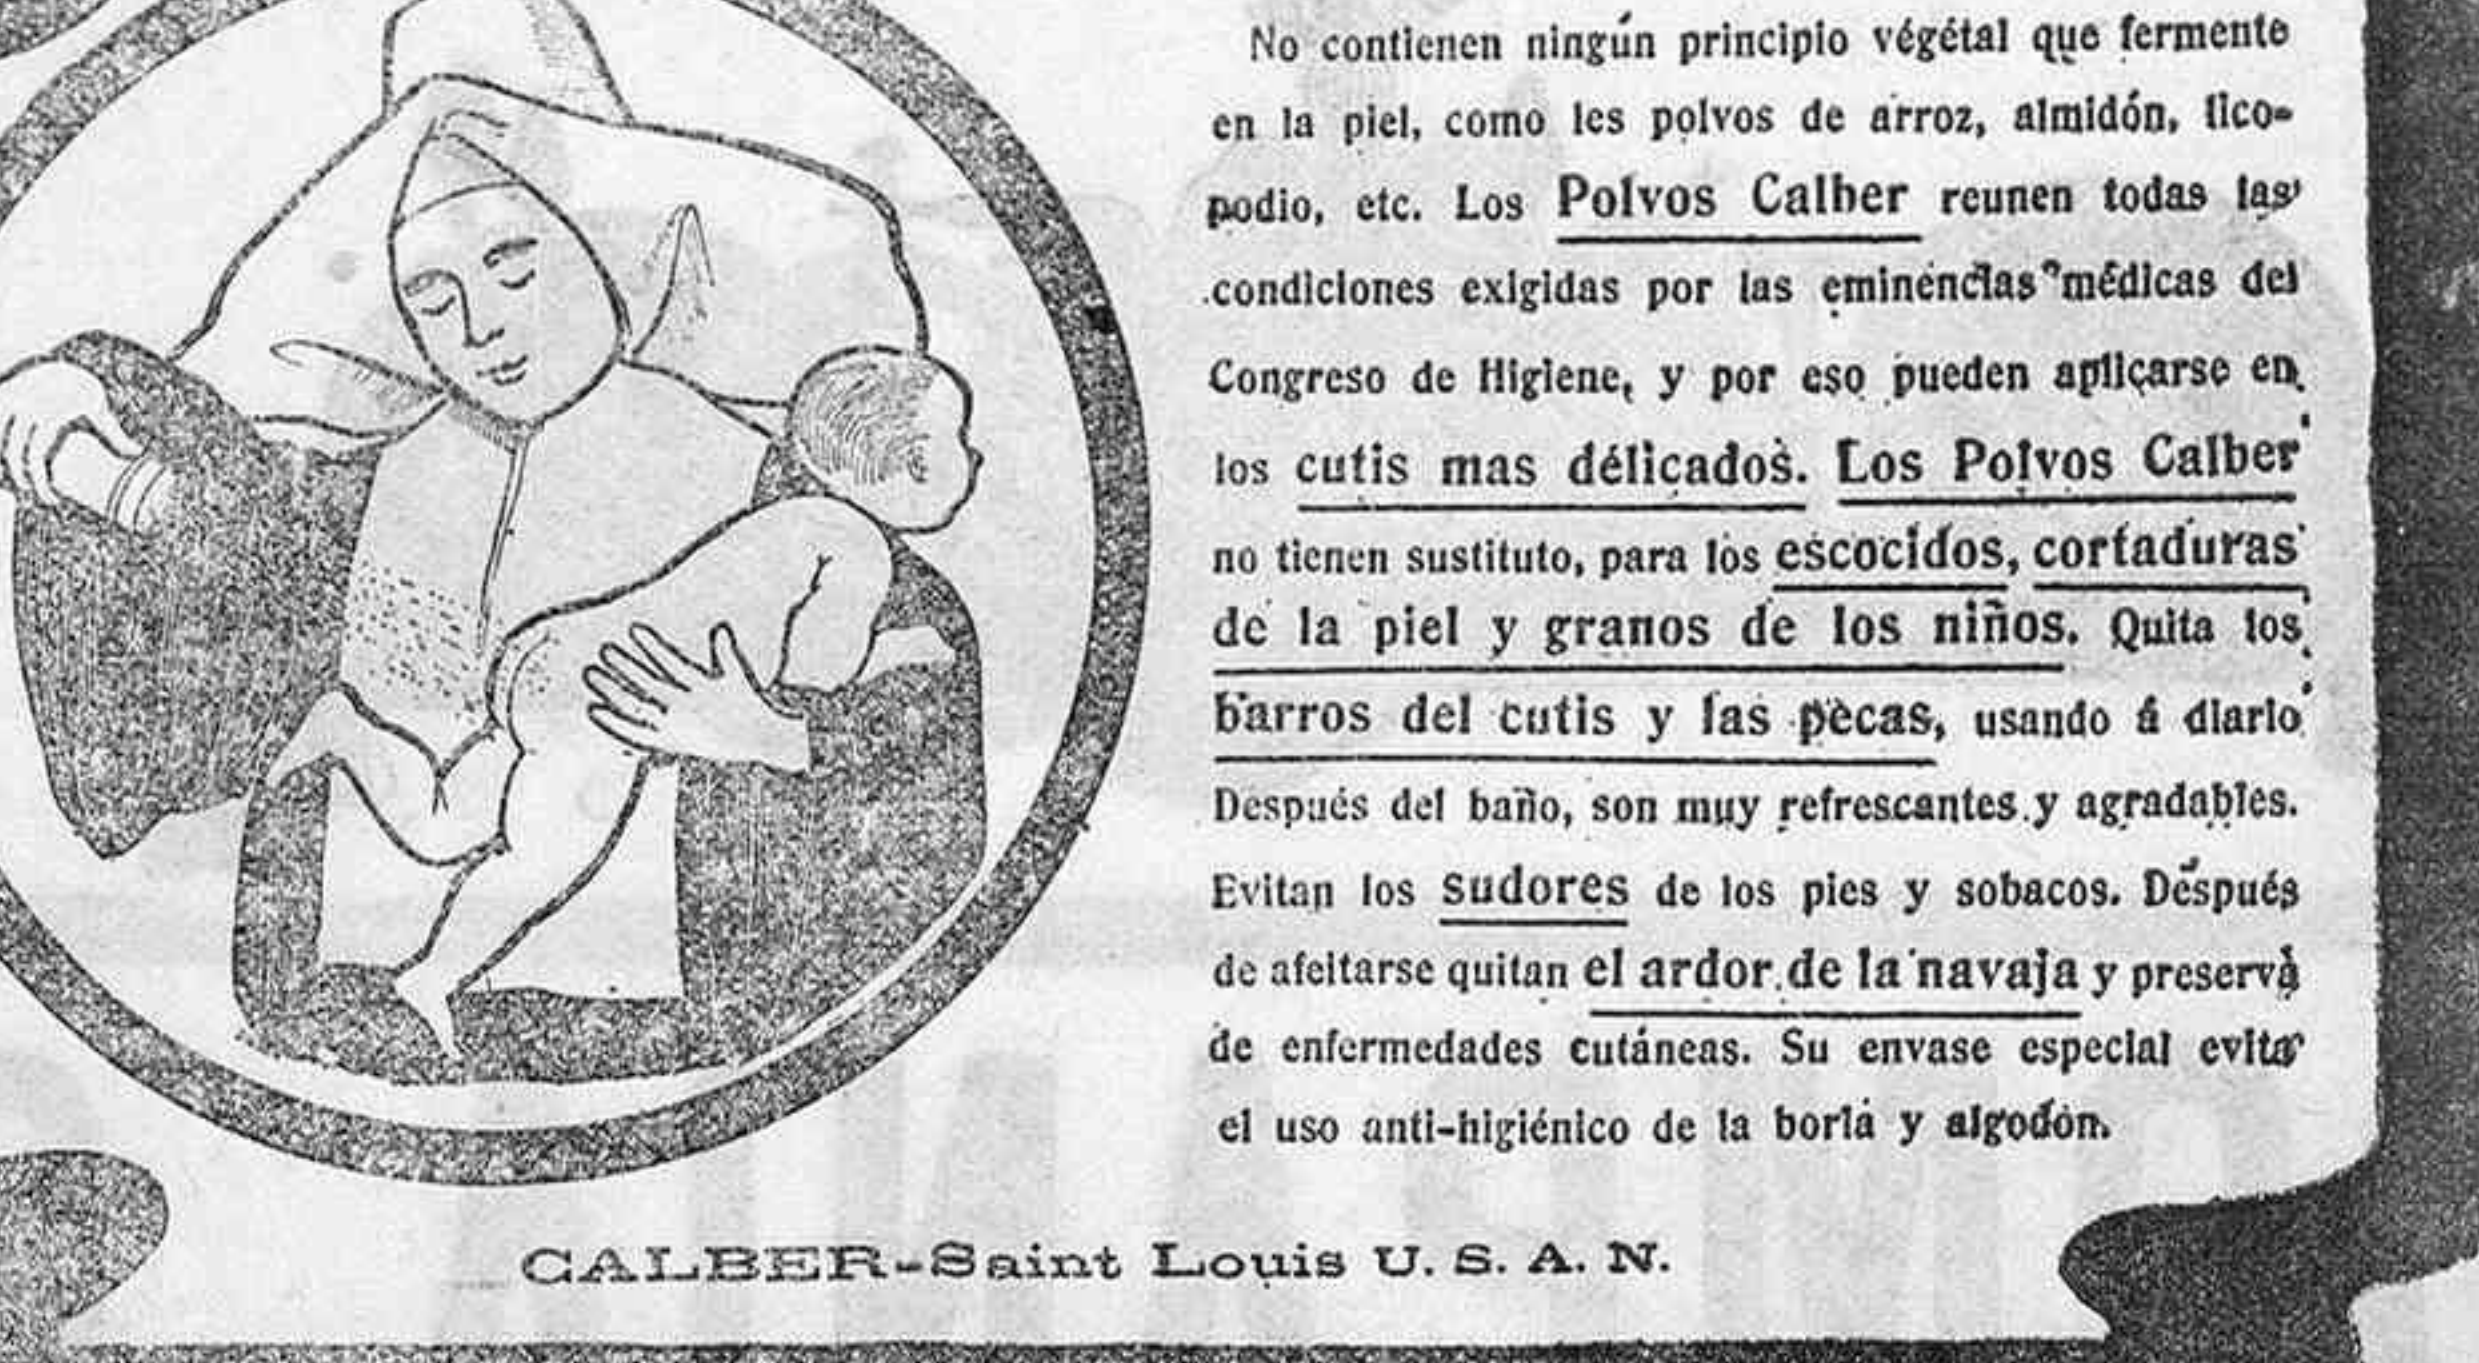 No contienen ningún principio végétal que fermente
en la piel, como les polvos de arroz, almidón, lico-
podio, etc. Los Polvos Calber reunen todas las
condiciones exigidas por las eminencias médicas del
Congreso de Higiene, y por eso pueden aplicarse en
los cutis mas délicados. Los Polvos Calber
no tienen sustituto, para los escocidos, cortaduras
de la piel y granos de los niños. Quita los
barros del cutis y las pecas, usando á diario
Después del baño, son muy refrescantes y agradables.
Evitan los sudores de los pies y sobacos. Después
de afeitarse quitan el ardor de la navaja y preserva
de enfermedades cutáneas. Su envase especial evita
el uso anti-higiénico de la borla y algodón.
CALBER-Saint Louis U. S. A. N.